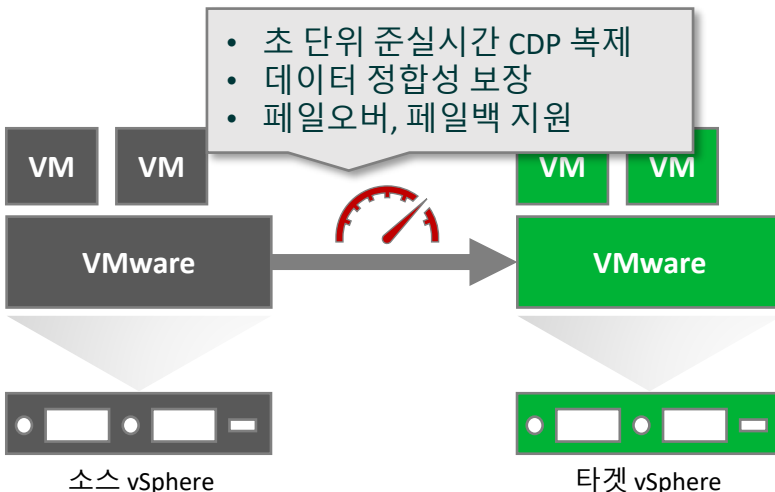 • 초 단위 준실시간 CDP 복제
• 데이터 정합성 보장
• 페일오버, 페일백 지원
VM VM VM VM
VMware VMware
소스 vSphere 타겟 vSphere